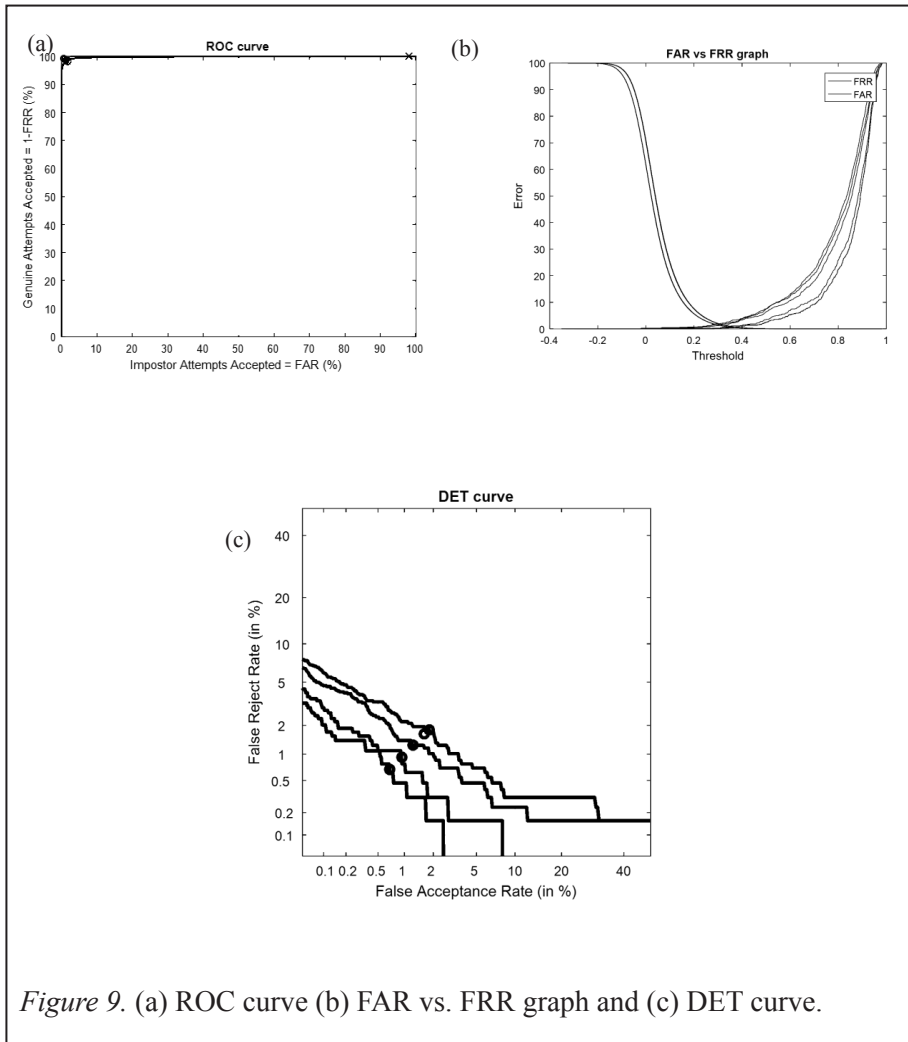 (a)
ROC curve
Genuine Attempts Accepted = 1-FRR (%)
100
90
80
70
60
50
40
30
20
10
0
0 10 20 30 40 50 60 70 80 90 100
Impostor Attempts Accepted = FAR (%)
(b)
FAR vs FRR graph
FRR
FAR
Error
100
90
80
70
60
50
40
30
20
10
0
-0.4 -0.2 0 0.2 0.4 0.6 0.8 1
Threshold
DET curve
(c)
False Reject Rate (in %)
40
20
10
5
2
1
0.5
0.2
0.1
0.1 0.2 0.5 1 2 5 10 20 40
False Acceptance Rate (in %)
Figure 9. (a) ROC curve (b) FAR vs. FRR graph and (c) DET curve.